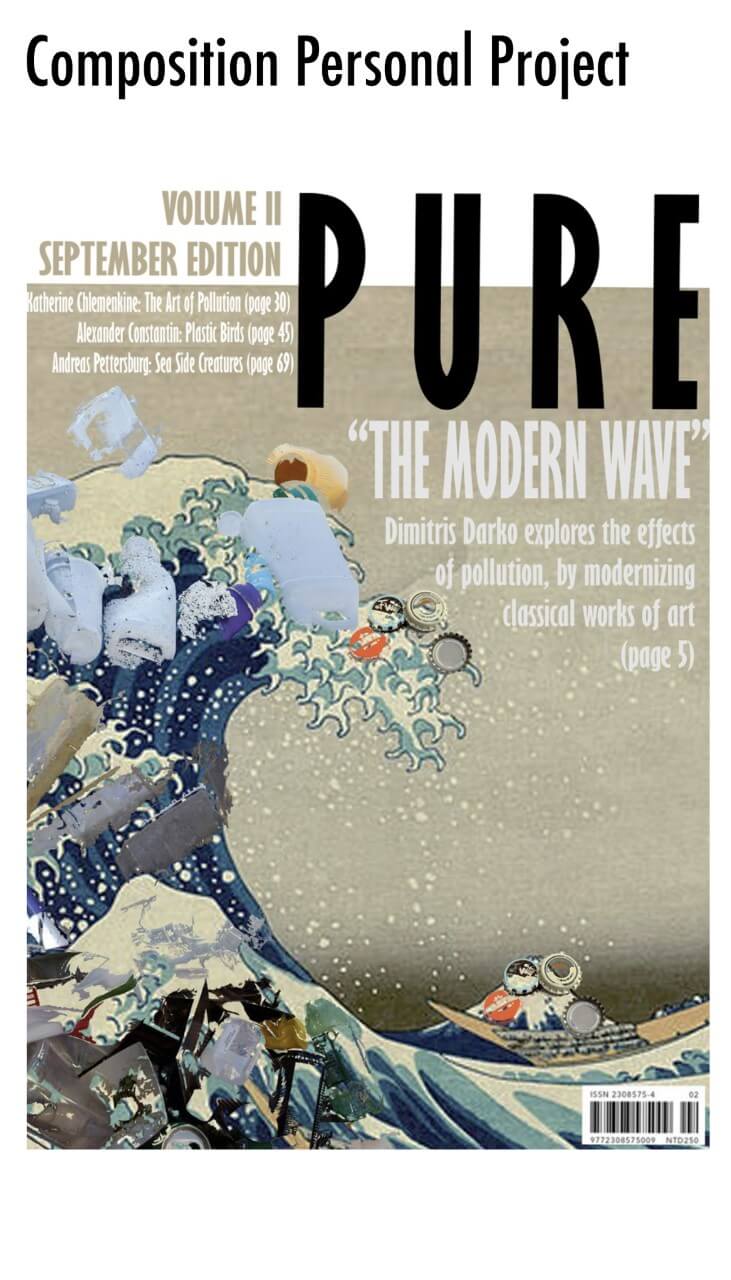 Composition Personal Project
VOLUME II
SEPTEMBER EDITION
PURE
Katherine Chlemenkine: The Art of Pollution (page 30)
Alexander Constantin: Plastic Birds (page 45)
Andreas Pettersburg: Sea Side Creatures (page 69)
“THE MODERN WAVE”
Dimitris Darko explores the effects
of pollution, by modernizing
classical works of art
(page 5)
ISSN 2308575-4 02
9772308575009 NTD250